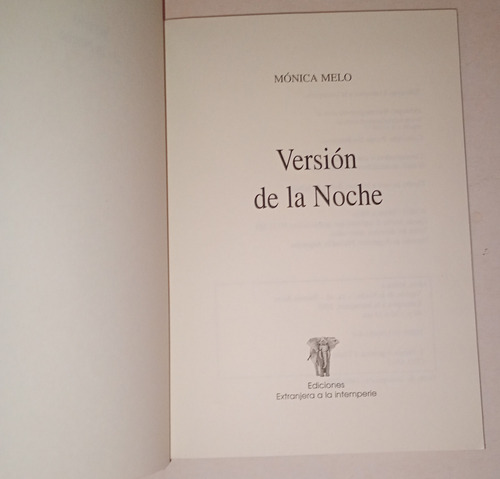 MÓNICA MELO
Versión
de la Noche
Ediciones
Extranjera a la intemperie